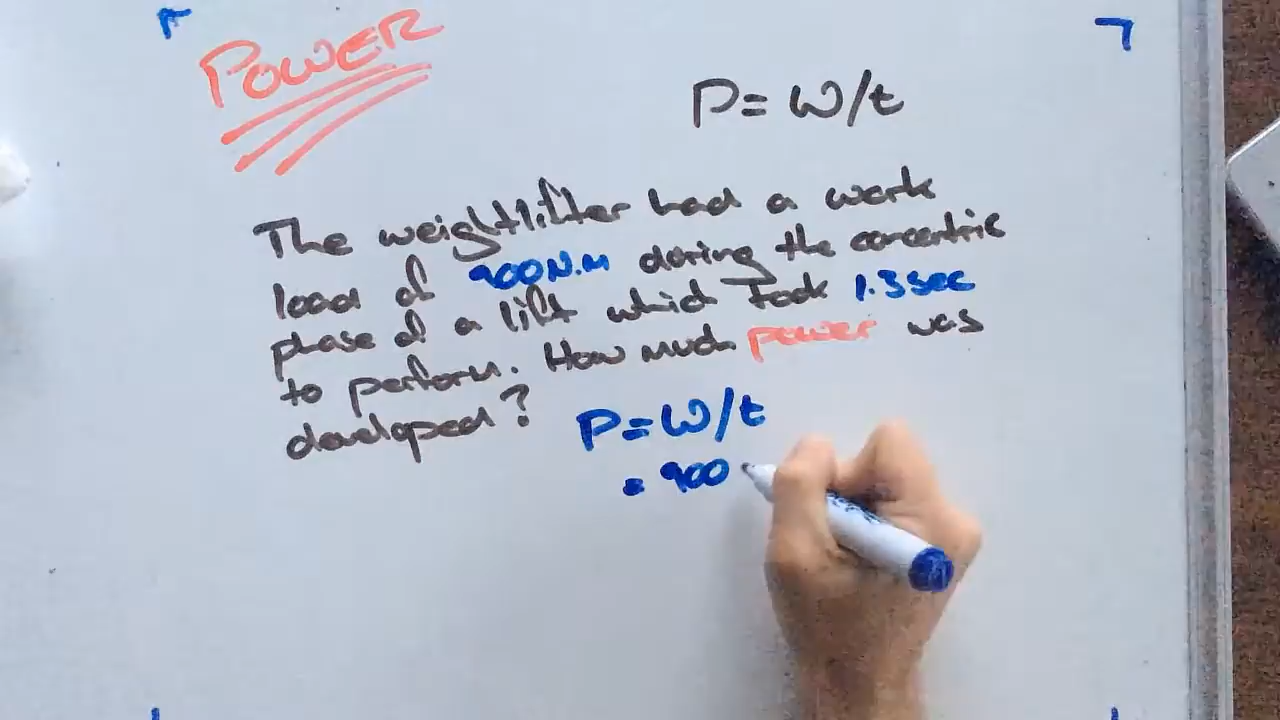 POWER
P= W/t
The weightlifter had a work
load of 900N.m during the concentric
phase of a lift which took 1.3sec
to perform. How much power was
developed?
P=W/t
= 900